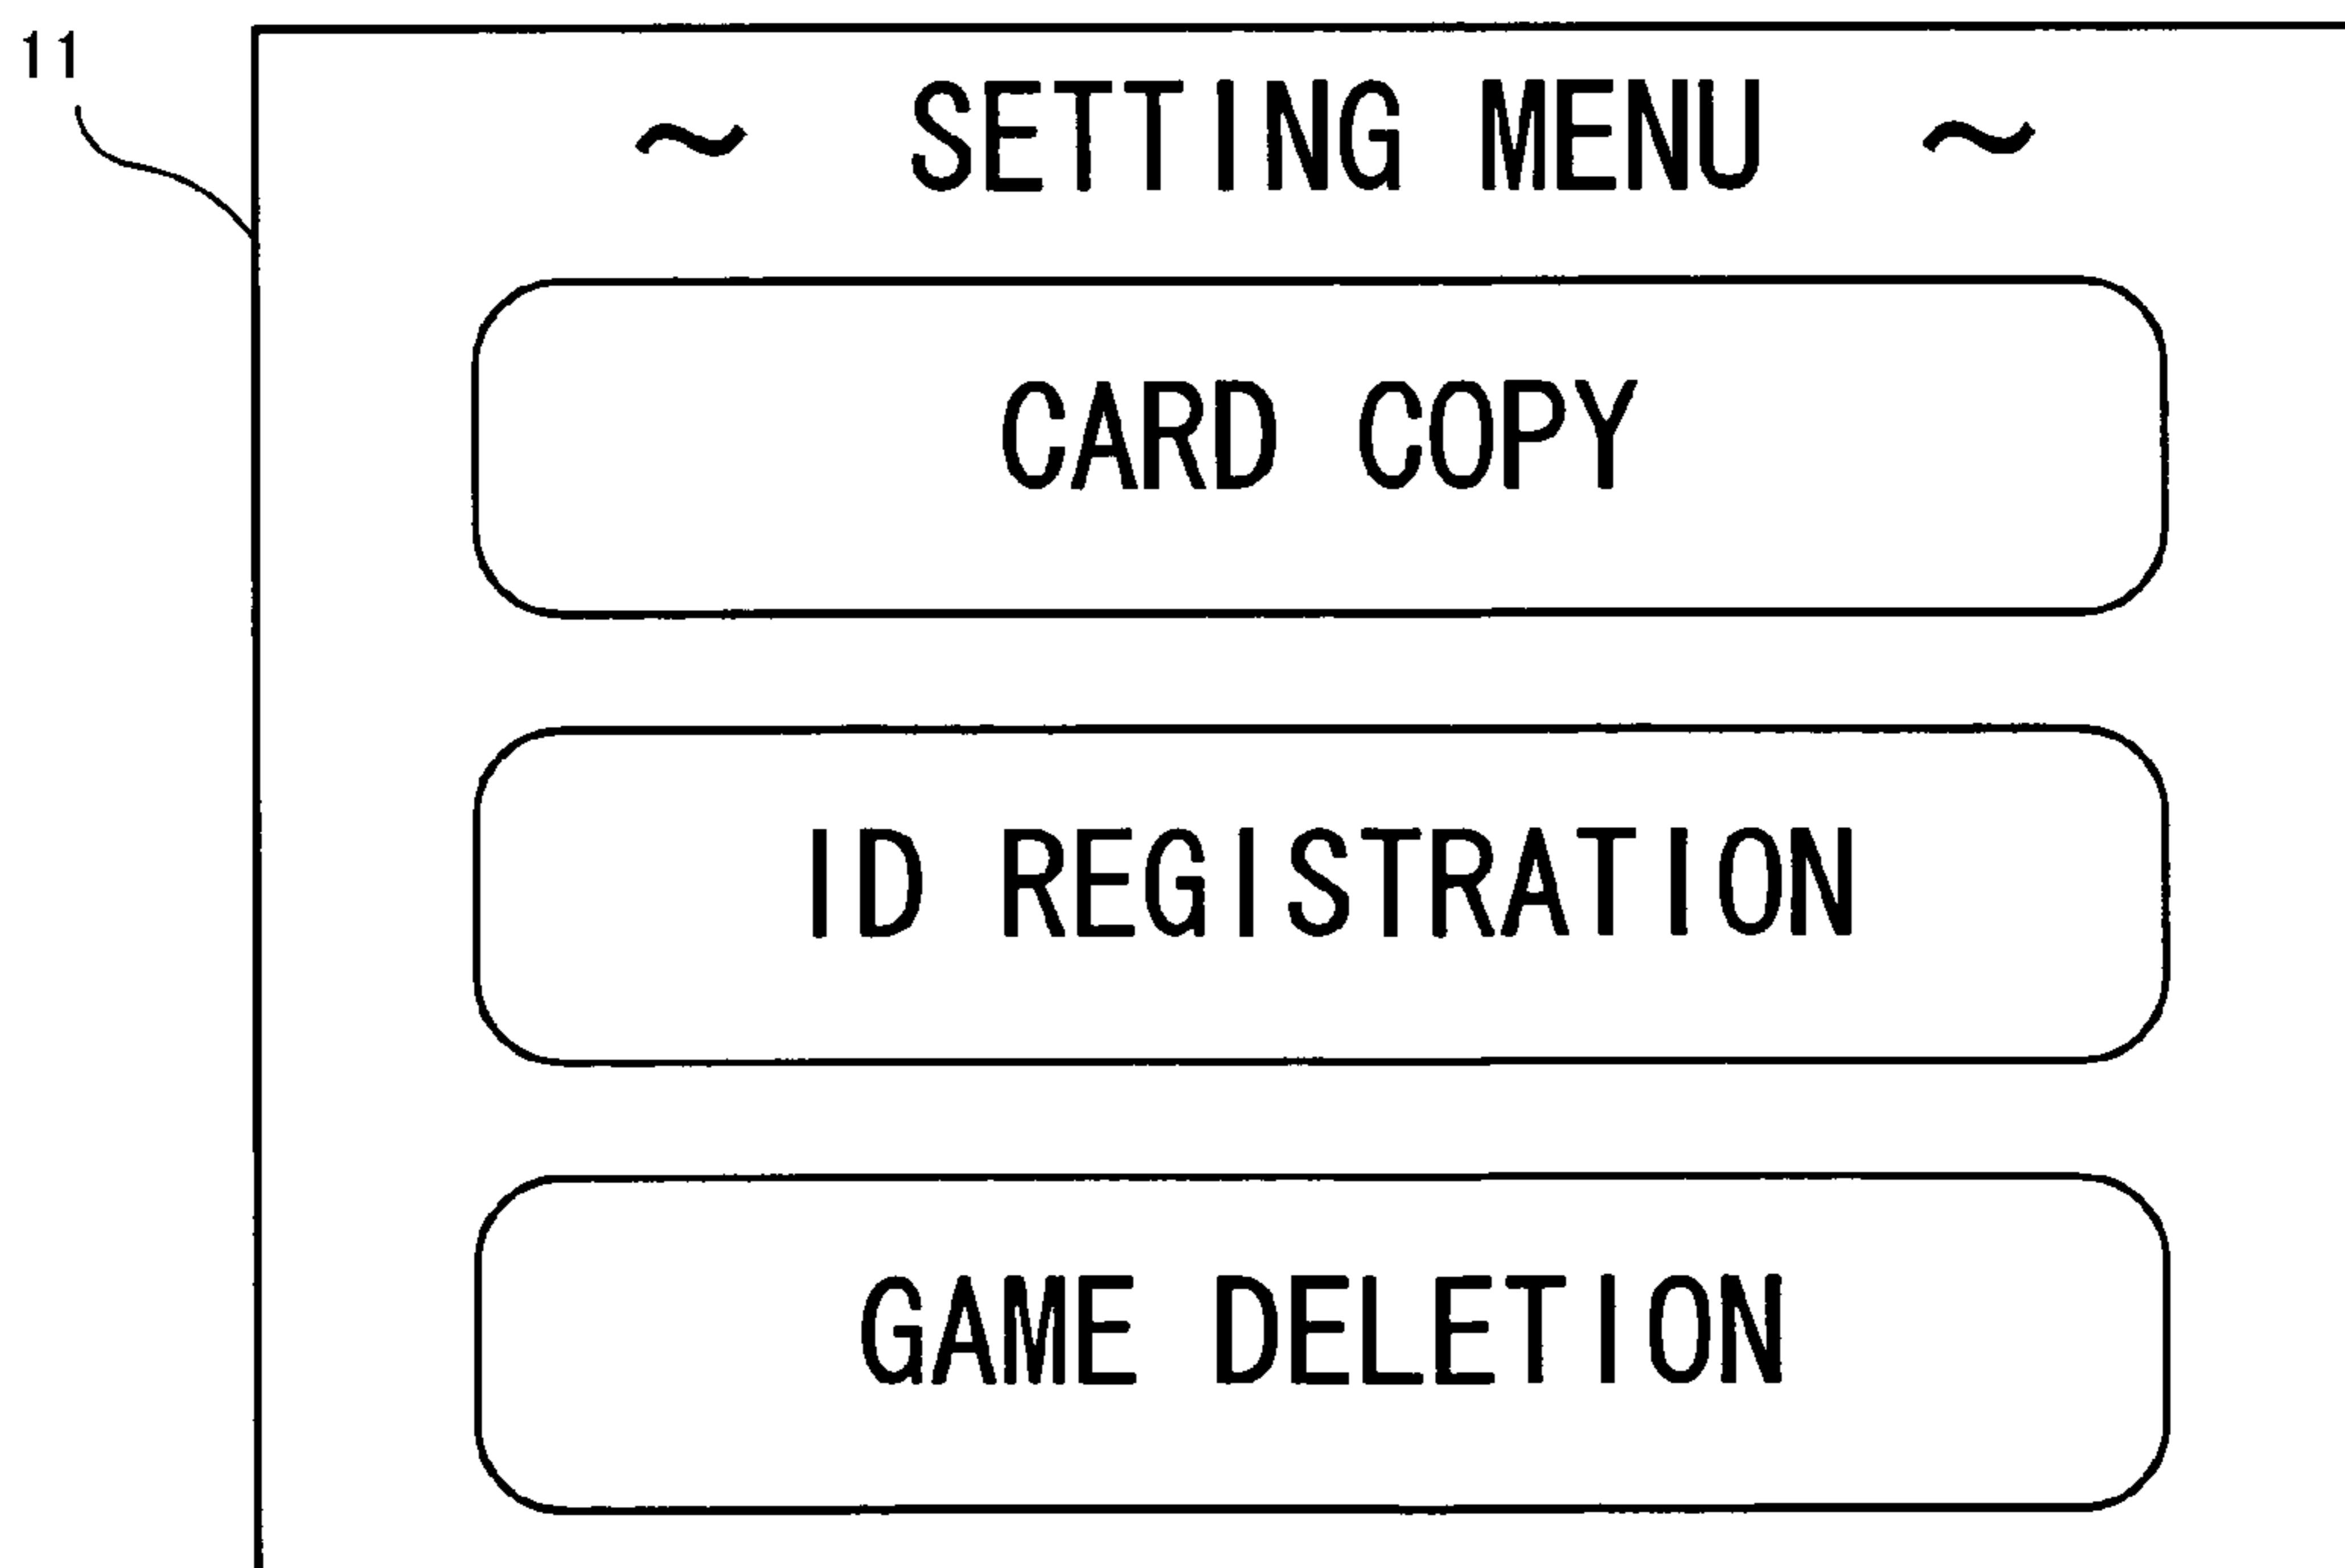 11
~ SETTING MENU ~
CARD COPY
ID REGISTRATION
GAME DELETION